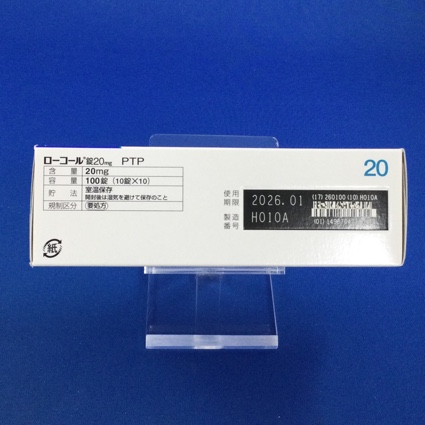 ローコール®錠20mg PTP
含 量 20mg
容 量 100錠 (10錠×10)
貯 法 室温保存
開封後は湿気を避けて保存のこと
規制区分 (要処方)
紙
20
使用
期限 2026.01
製造
番号 H010A
(17) 260100 (10) H010A